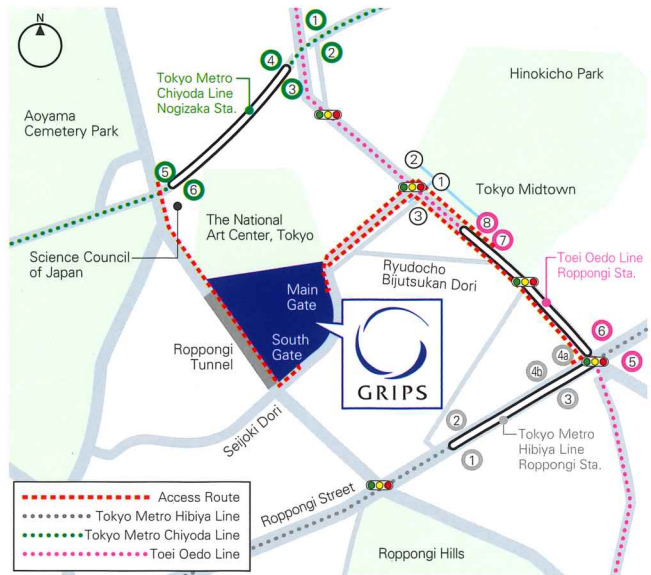 N
①
②
④
③
Tokyo Metro
Chiyoda Line
Nogizaka Sta.
Hinokicho Park
Aoyama
Cemetery Park
②
①
③
Tokyo Midtown
⑤
⑥
⑧
⑦
The National
Art Center, Tokyo
Science Council
of Japan
Ryudocho
Bijutsukan Dori
Toei Oedo Line
Roppongi Sta.
Main
Gate
South
Gate
GRIPS
Roppongi
Tunnel
⑥
⑤
4a
4b
③
②
①
Seijoki Dori
Tokyo Metro
Hibiya Line
Roppongi Sta.
Roppongi Street
Roppongi Hills
Access Route
Tokyo Metro Hibiya Line
Tokyo Metro Chiyoda Line
Toei Oedo Line